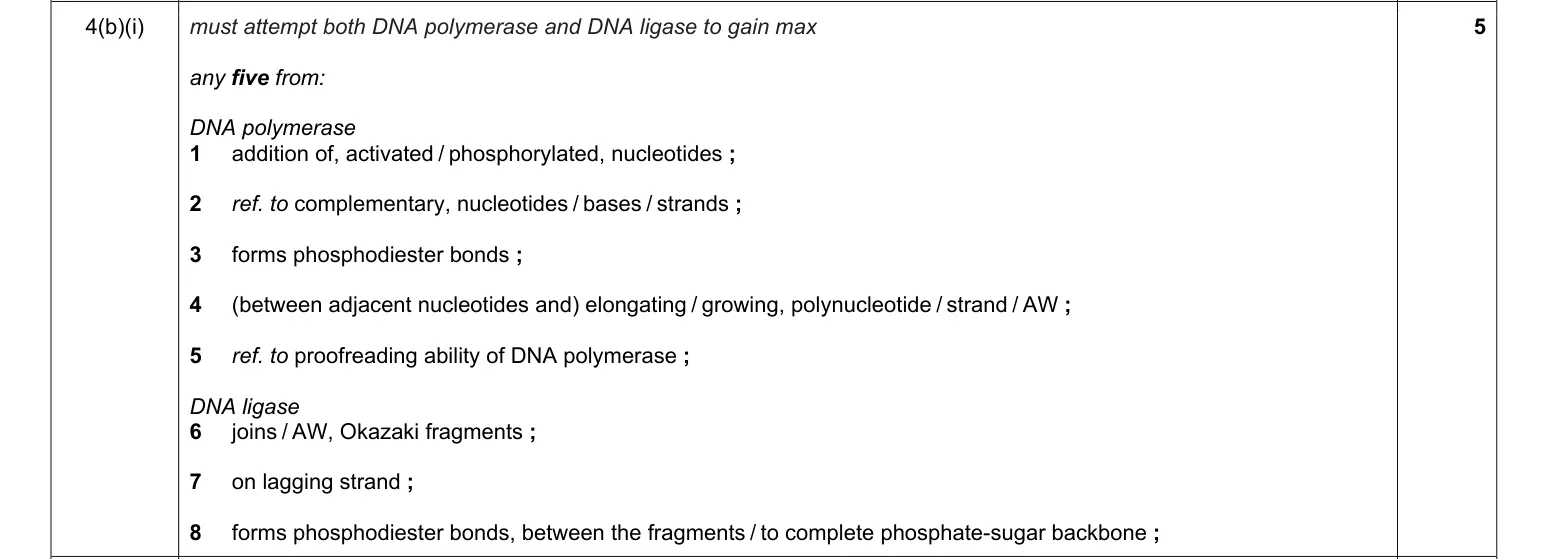 4(b)(i) must attempt both DNA polymerase and DNA ligase to gain max 5
any five from:
DNA polymerase
1 addition of, activated / phosphorylated, nucleotides ;
2 ref. to complementary, nucleotides / bases / strands ;
3 forms phosphodiester bonds ;
4 (between adjacent nucleotides and) elongating / growing, polynucleotide / strand / AW ;
5 ref. to proofreading ability of DNA polymerase ;
DNA ligase
6 joins / AW, Okazaki fragments ;
7 on lagging strand ;
8 forms phosphodiester bonds, between the fragments / to complete phosphate-sugar backbone ;